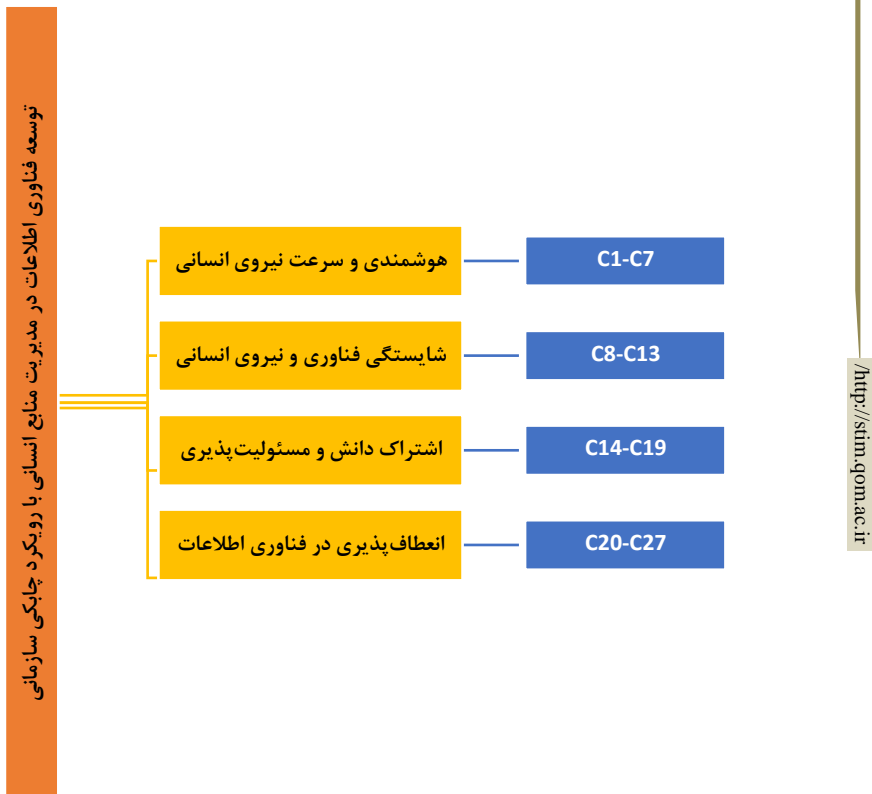 توسعه فناوری اطلاعات در مدیریت منابع انسانی با رویکرد چابکی سازمانی
هوشمندی و سرعت نیروی انسانی
C1-C7
شایستگی فناوری و نیروی انسانی
C8-C13
اشتراک دانش و مسئولیت‌پذیری
C14-C19
انعطاف‌پذیری در فناوری اطلاعات
C20-C27
/http://stim.qom.ac.ir